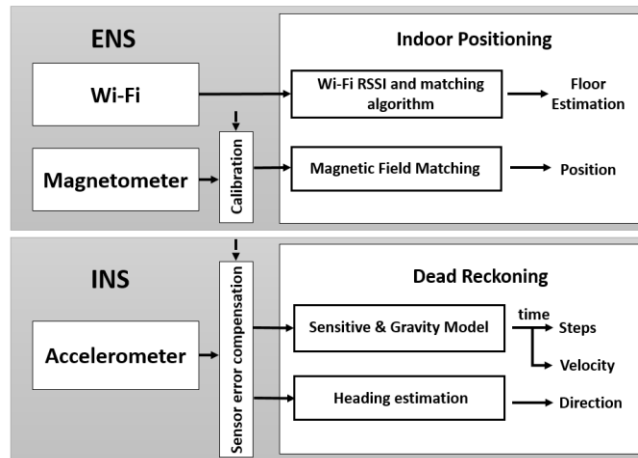 ENS
Indoor Positioning
Wi-Fi
Wi-Fi RSSI and matching
algorithm
Floor
Estimation
Magnetometer
Calibration
Magnetic Field Matching
Position
INS
Dead Reckoning
Accelerometer
Sensor error compensation
Sensitive & Gravity Model
time
Steps
Velocity
Heading estimation
Direction